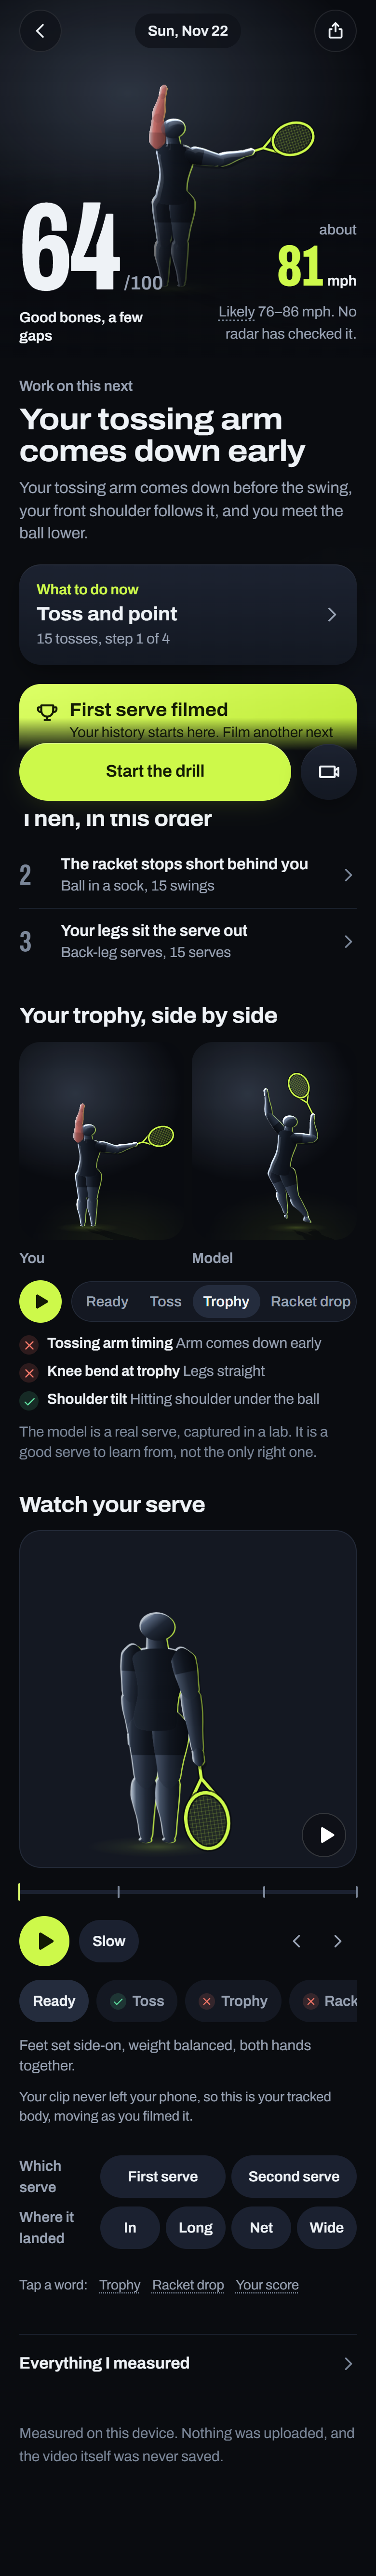 Sun, Nov 22
64 /100
Good bones, a few
gaps
about
81 mph
Likely 76–86 mph. No
radar has checked it.
Work on this next
Your tossing arm
comes down early
Your tossing arm comes down before the swing,
your front shoulder follows it, and you meet the
ball lower.
What to do now
Toss and point
15 tosses, step 1 of 4
First serve filmed
Your history starts here. Film another next
Start the drill
Then, in this order
2
The racket stops short behind you
Ball in a sock, 15 swings
3
Your legs sit the serve out
Back-leg serves, 15 serves
Your trophy, side by side
You
Model
Ready Toss Trophy Racket drop
Tossing arm timing Arm comes down early
Knee bend at trophy Legs straight
Shoulder tilt Hitting shoulder under the ball
The model is a real serve, captured in a lab. It is a
good serve to learn from, not the only right one.
Watch your serve
Slow
Ready Toss Trophy Rack
Feet set side-on, weight balanced, both hands
together.
Your clip never left your phone, so this is your tracked
body, moving as you filmed it.
Which
serve
First serve Second serve
Where it
landed
In Long Net Wide
Tap a word: Trophy Racket drop Your score
Everything I measured
Measured on this device. Nothing was uploaded, and
the video itself was never saved.